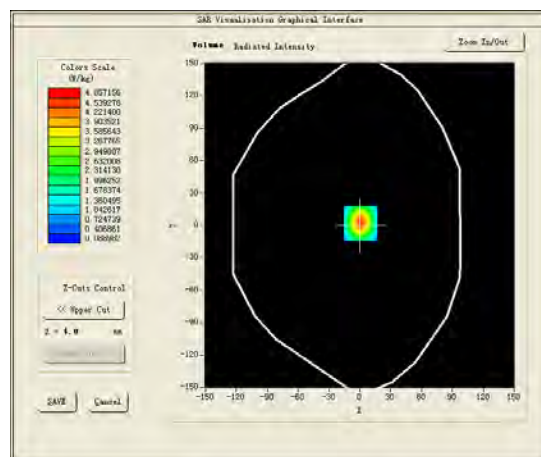 SAR Visualisation Graphical Interface
Volume Radiated Intensity
Zoom In/Out
Colors Scale
(W/kg)
4.857156
4.539278
4.221400
3.903521
3.585643
3.267765
2.949887
2.632008
2.314130
1.996252
1.678374
1.360495
1.042617
0.724739
0.406861
0.088982
Z-Cuts Control
<< Upper Cut
Z = 4.0 mm
SAVE
Cancel
150
120
90
60
30
0
-30
-60
-90
-120
-150
Y
-150 -120 -90 -60 -30 0 30 60 90 120 150
X